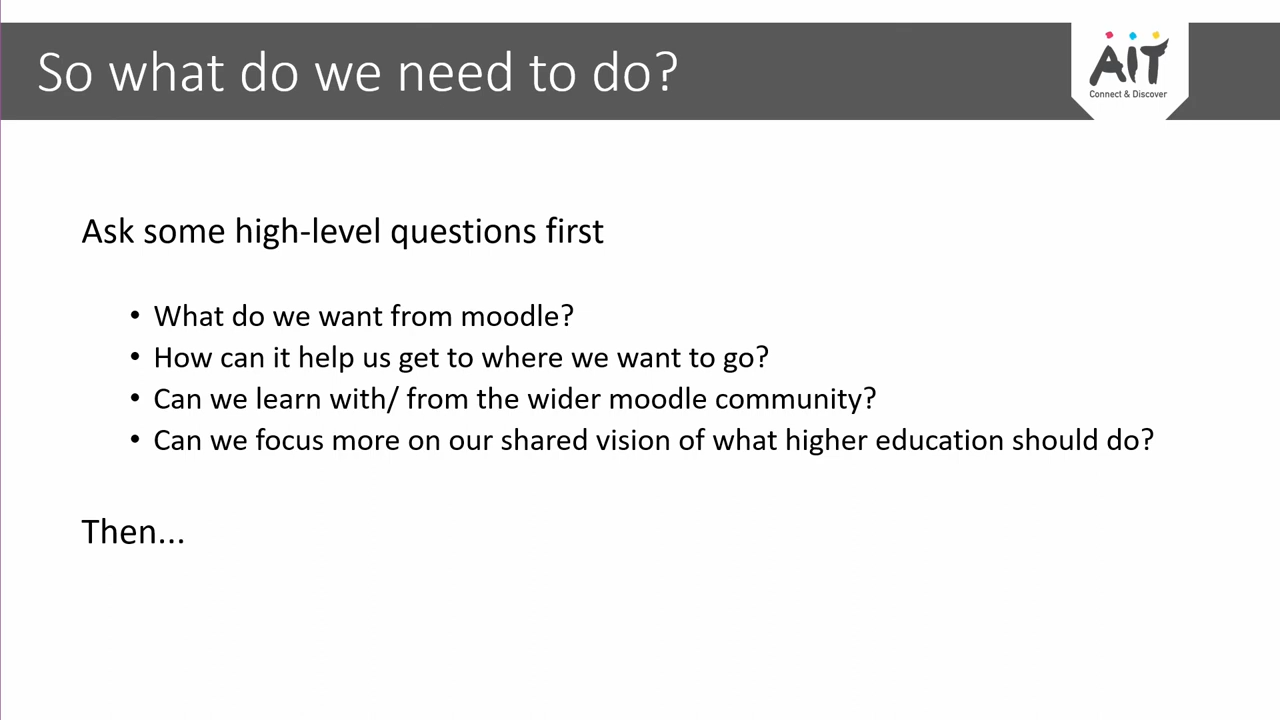 So what do we need to do?
AIT
Connect & Discover
Ask some high-level questions first
• What do we want from moodle?
• How can it help us get to where we want to go?
• Can we learn with/ from the wider moodle community?
• Can we focus more on our shared vision of what higher education should do?
Then...